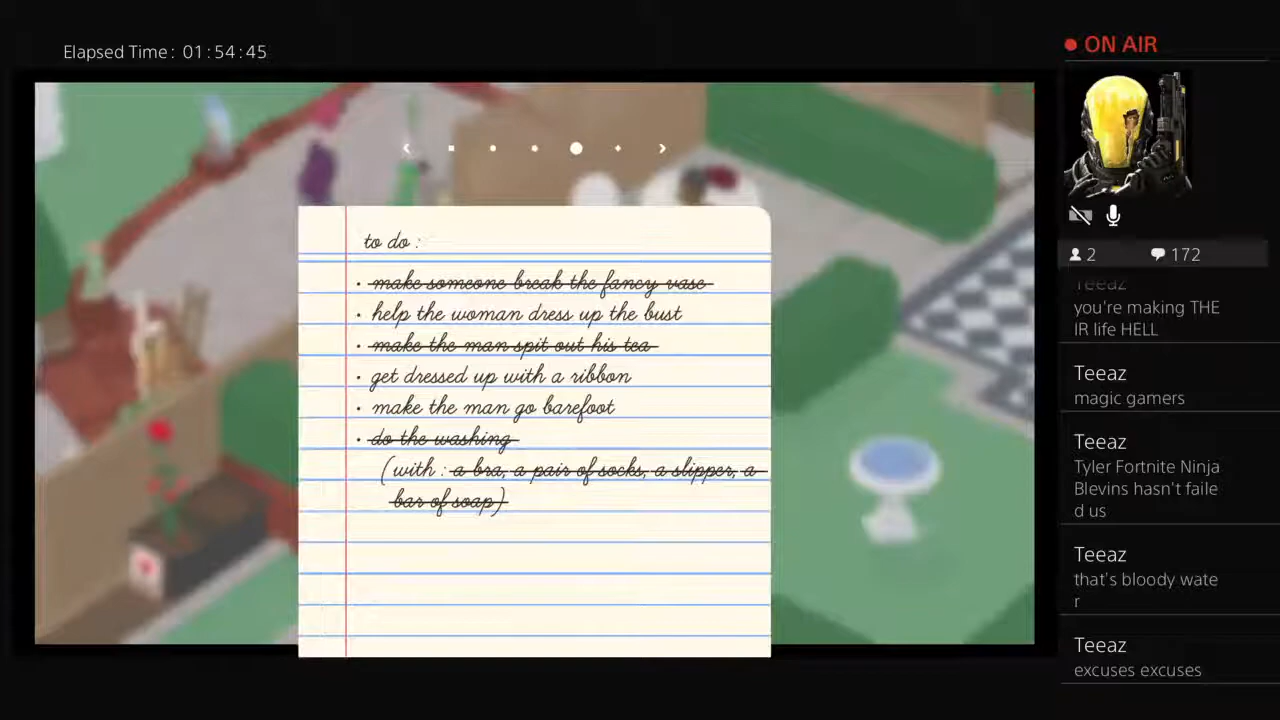 Elapsed Time: 01:54:45
ON AIR
to do :
· make someone break the fancy vase
· help the woman dress up the bust
· make the man spit out his tea
· get dressed up with a ribbon
· make the man go barefoot
· do the washing
(with : a bra, a pair of socks, a slipper, a
bar of soap)
2 172
Teeaz
you're making THE
IR life HELL
Teeaz
magic gamers
Teeaz
Tyler Fortnite Ninja
Blevins hasn't faile
d us
Teeaz
that's bloody wate
r
Teeaz
excuses excuses